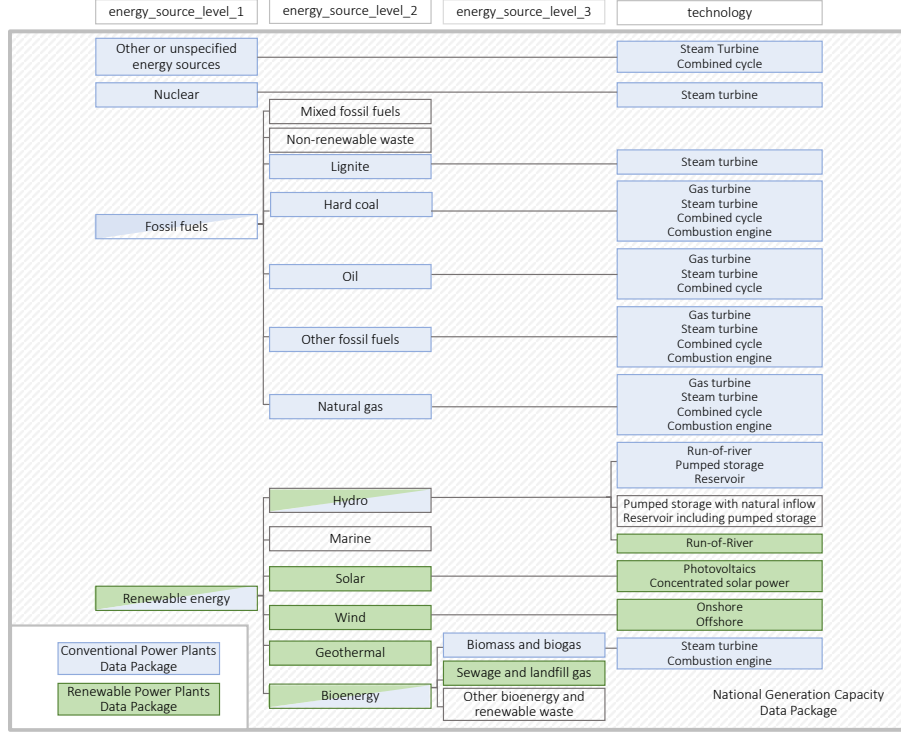 energy_source_level_1
energy_source_level_2
energy_source_level_3
technology
Other or unspecified
energy sources
Steam Turbine
Combined cycle
Nuclear
Steam turbine
Mixed fossil fuels
Non-renewable waste
Lignite
Steam turbine
Hard coal
Gas turbine
Steam turbine
Combined cycle
Combustion engine
Fossil fuels
Oil
Gas turbine
Steam turbine
Combined cycle
Other fossil fuels
Gas turbine
Steam turbine
Combined cycle
Combustion engine
Natural gas
Gas turbine
Steam turbine
Combined cycle
Combustion engine
Hydro
Run-of-river
Pumped storage
Reservoir
Pumped storage with natural inflow
Reservoir including pumped storage
Run-of-River
Marine
Solar
Photovoltaics
Concentrated solar power
Renewable energy
Wind
Onshore
Offshore
Geothermal
Biomass and biogas
Steam turbine
Combustion engine
Bioenergy
Sewage and landfill gas
Other bioenergy and
renewable waste
Conventional Power Plants
Data Package
Renewable Power Plants
Data Package
National Generation Capacity
Data Package